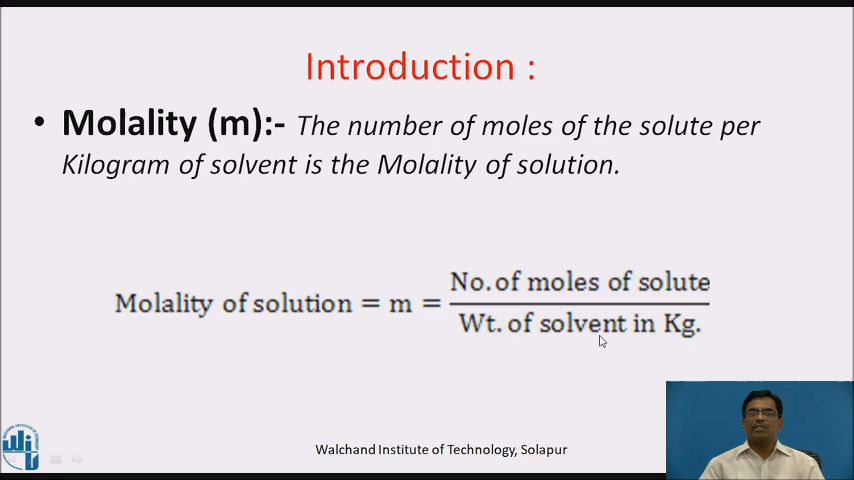 Introduction :
• Molality (m):- The number of moles of the solute per
Kilogram of solvent is the Molality of solution.
Molality of solution = m = No. of moles of solute
Wt. of solvent in Kg.
Walchand Institute of Technology, Solapur